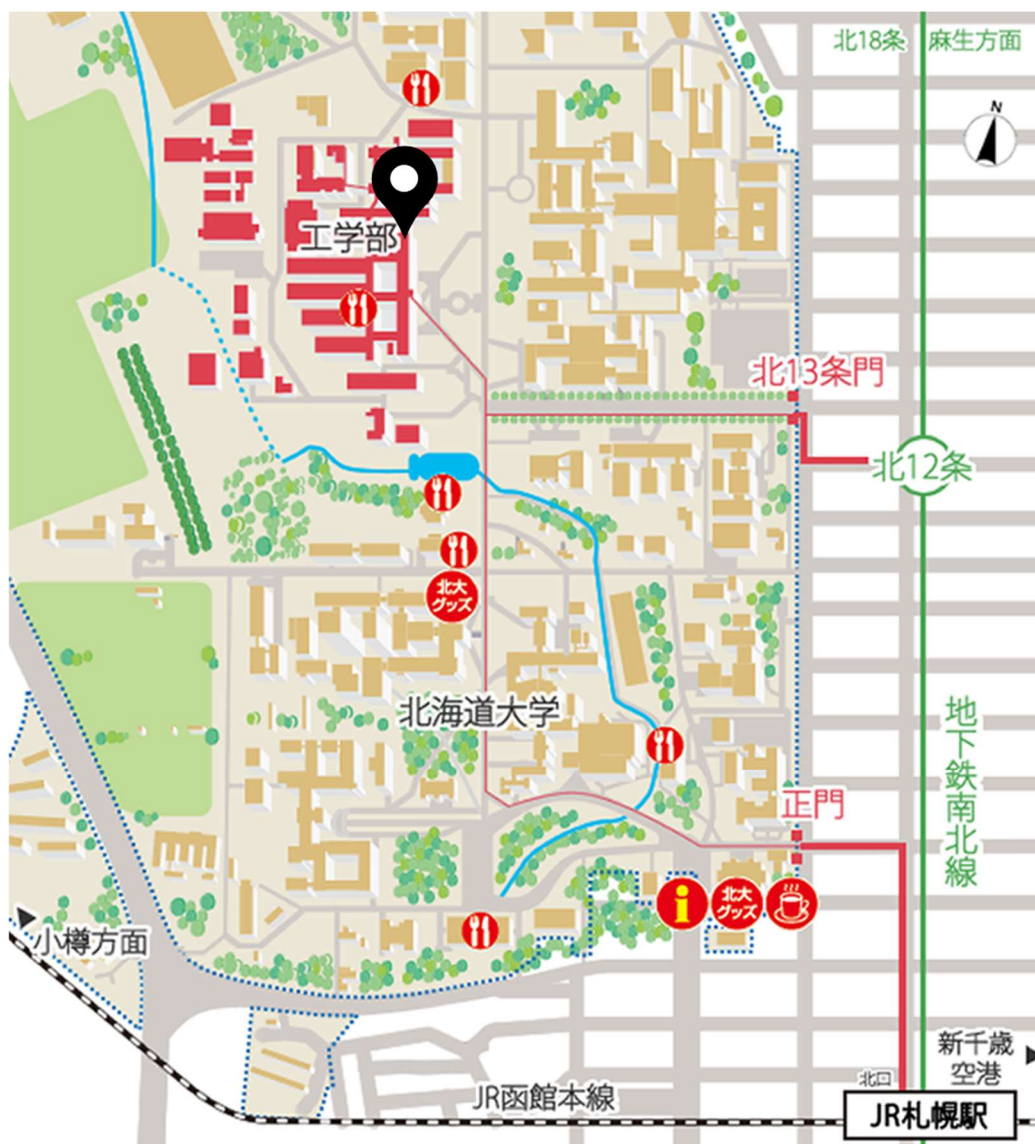 北18条
麻生方面
N
工学部
北13条門
北12条
北大
グッズ
北海道大学
地下鉄南北線
正門
i
北大
グッズ
小樽方面
新千歳
空港
北口
JR函館本線
JR札幌駅